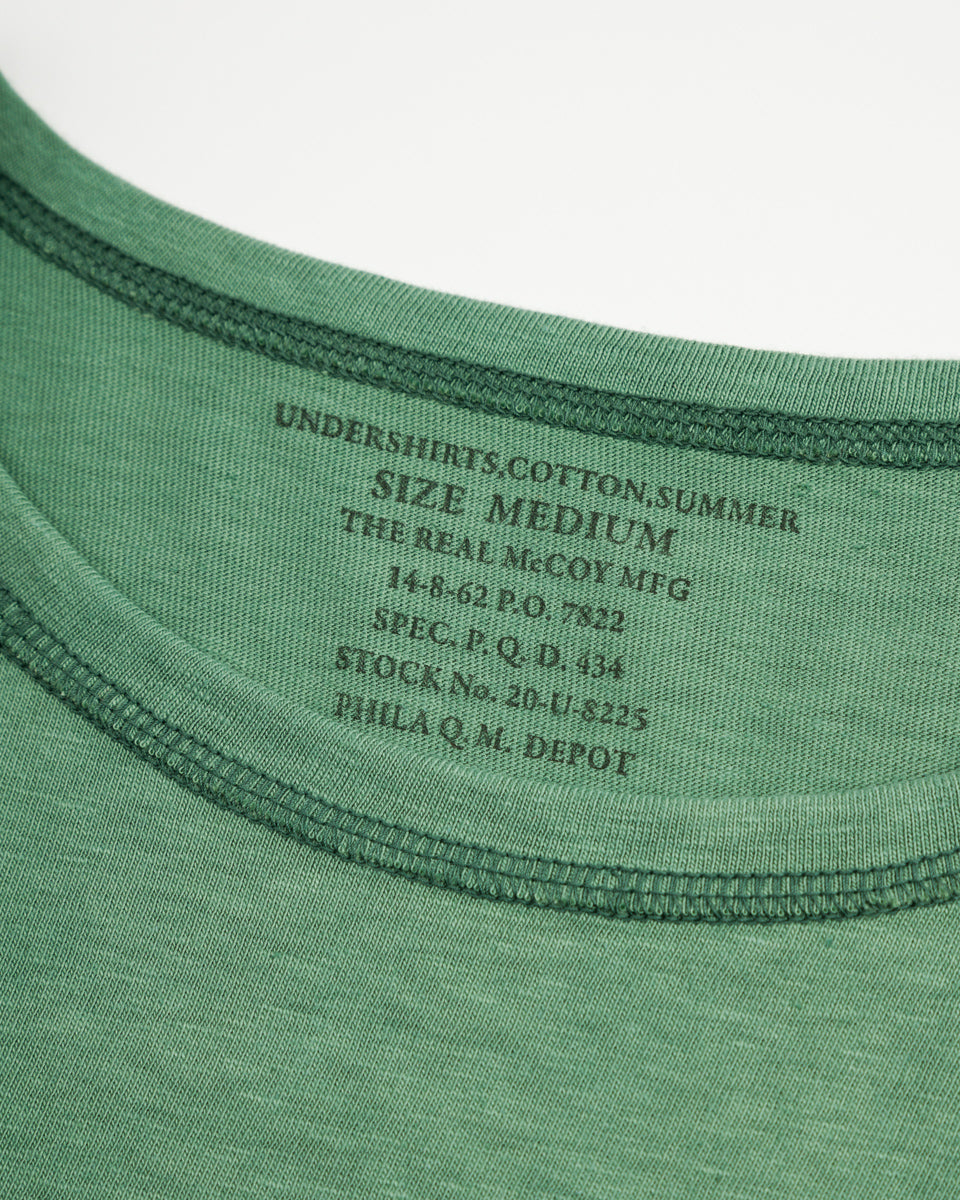 UNDERSHIRTS,COTTON,SUMMER
SIZE MEDIUM
THE REAL McCOY MFG
14-8-62 P.O. 7822
SPEC. P. Q. D. 434
STOCK No. 20-U-8225
PHILA Q. M. DEPOT